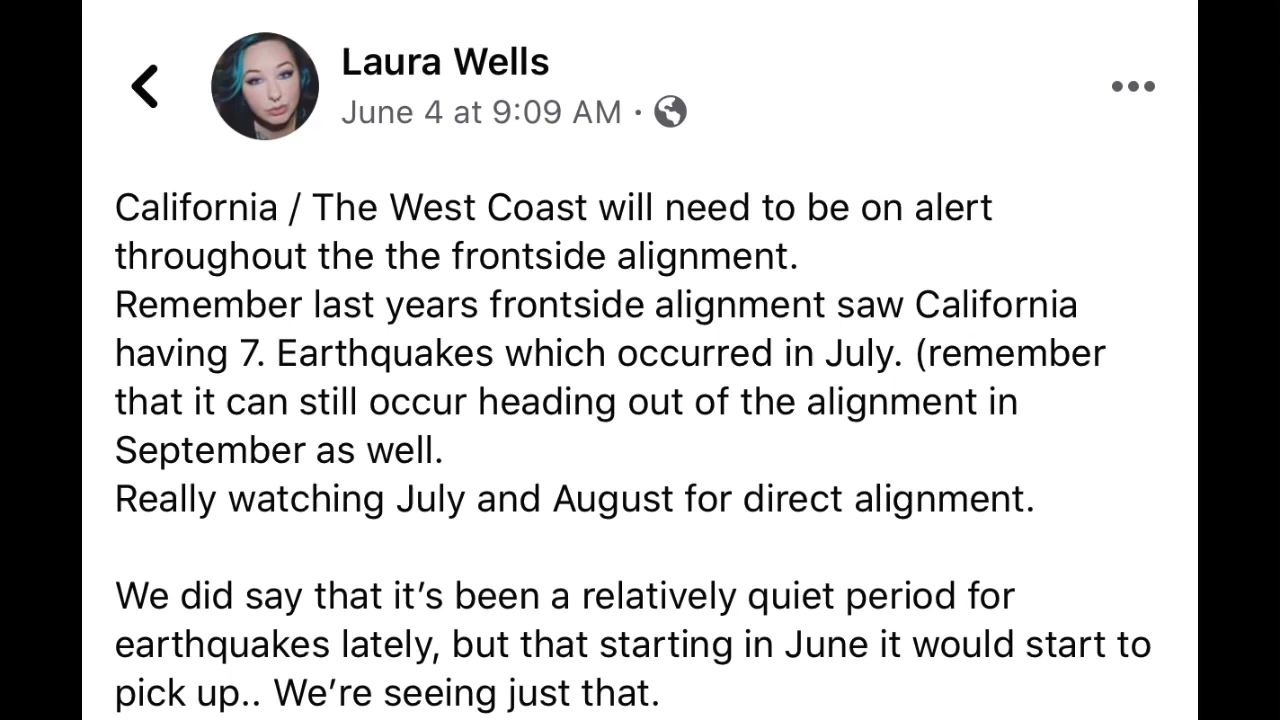 Laura Wells
June 4 at 9:09 AM ·
California / The West Coast will need to be on alert
throughout the the frontside alignment.
Remember last years frontside alignment saw California
having 7. Earthquakes which occurred in July. (remember
that it can still occur heading out of the alignment in
September as well.
Really watching July and August for direct alignment.
We did say that it’s been a relatively quiet period for
earthquakes lately, but that starting in June it would start to
pick up.. We’re seeing just that.